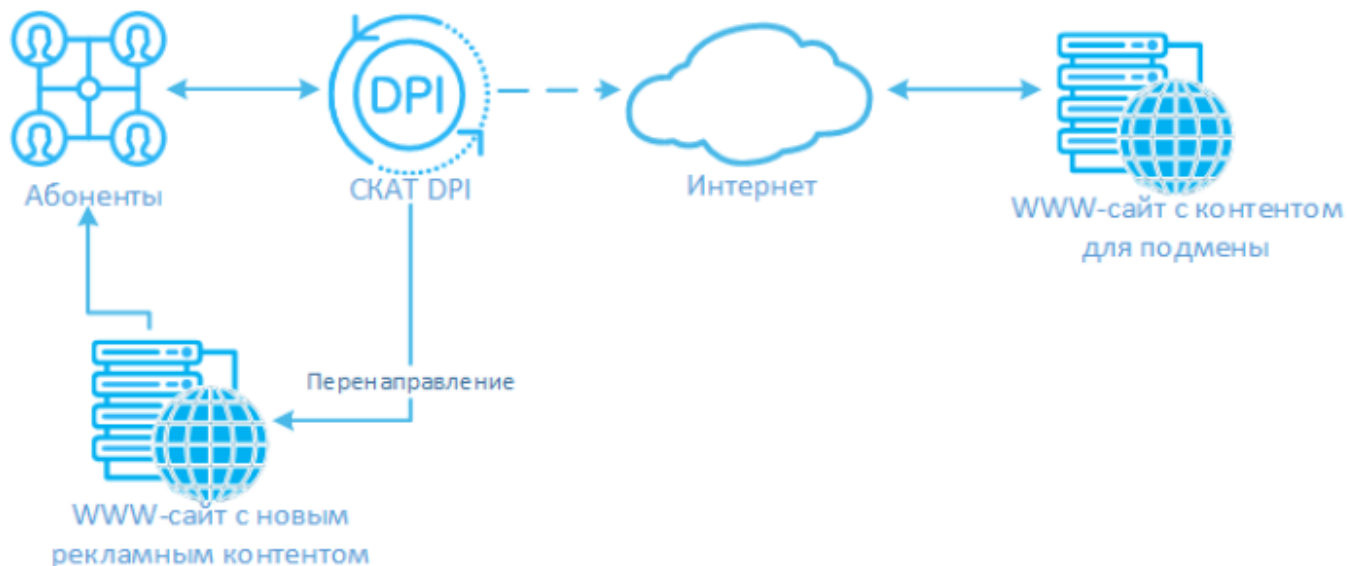 DPI
Абоненты
СКАТ DPI
Интернет
WWW-сайт с контентом
для подмены
Перенаправление
WWW-сайт с новым
рекламным контентом